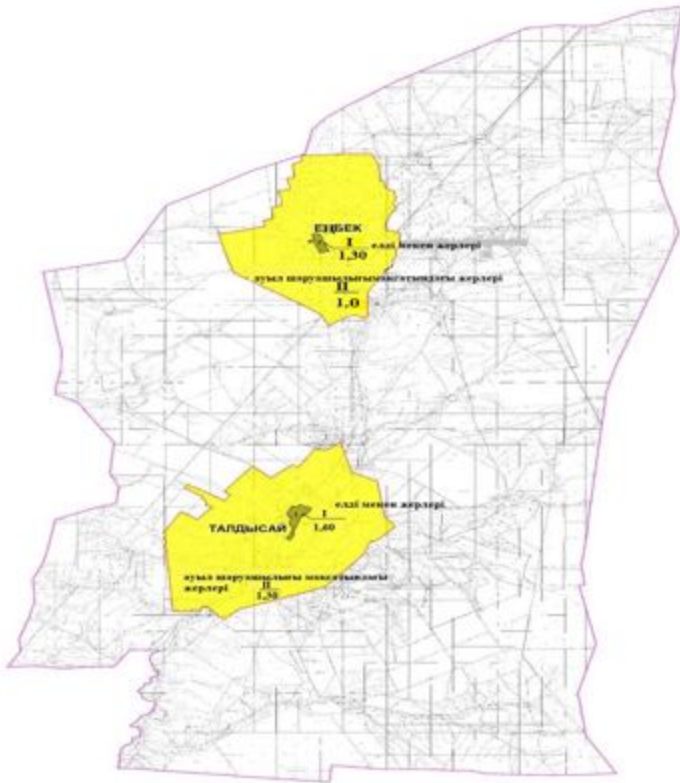 ЕҢБЕК
I
1,30
елді мекен жерлері
ауыл шаруашылығы мақсатындағы жерлері
II
1,0
елді мекен жерлері
I
1,60
ТАЛДЫСАЙ
ауыл шаруашылығы мақсатындағы
жерлері
II
1,30